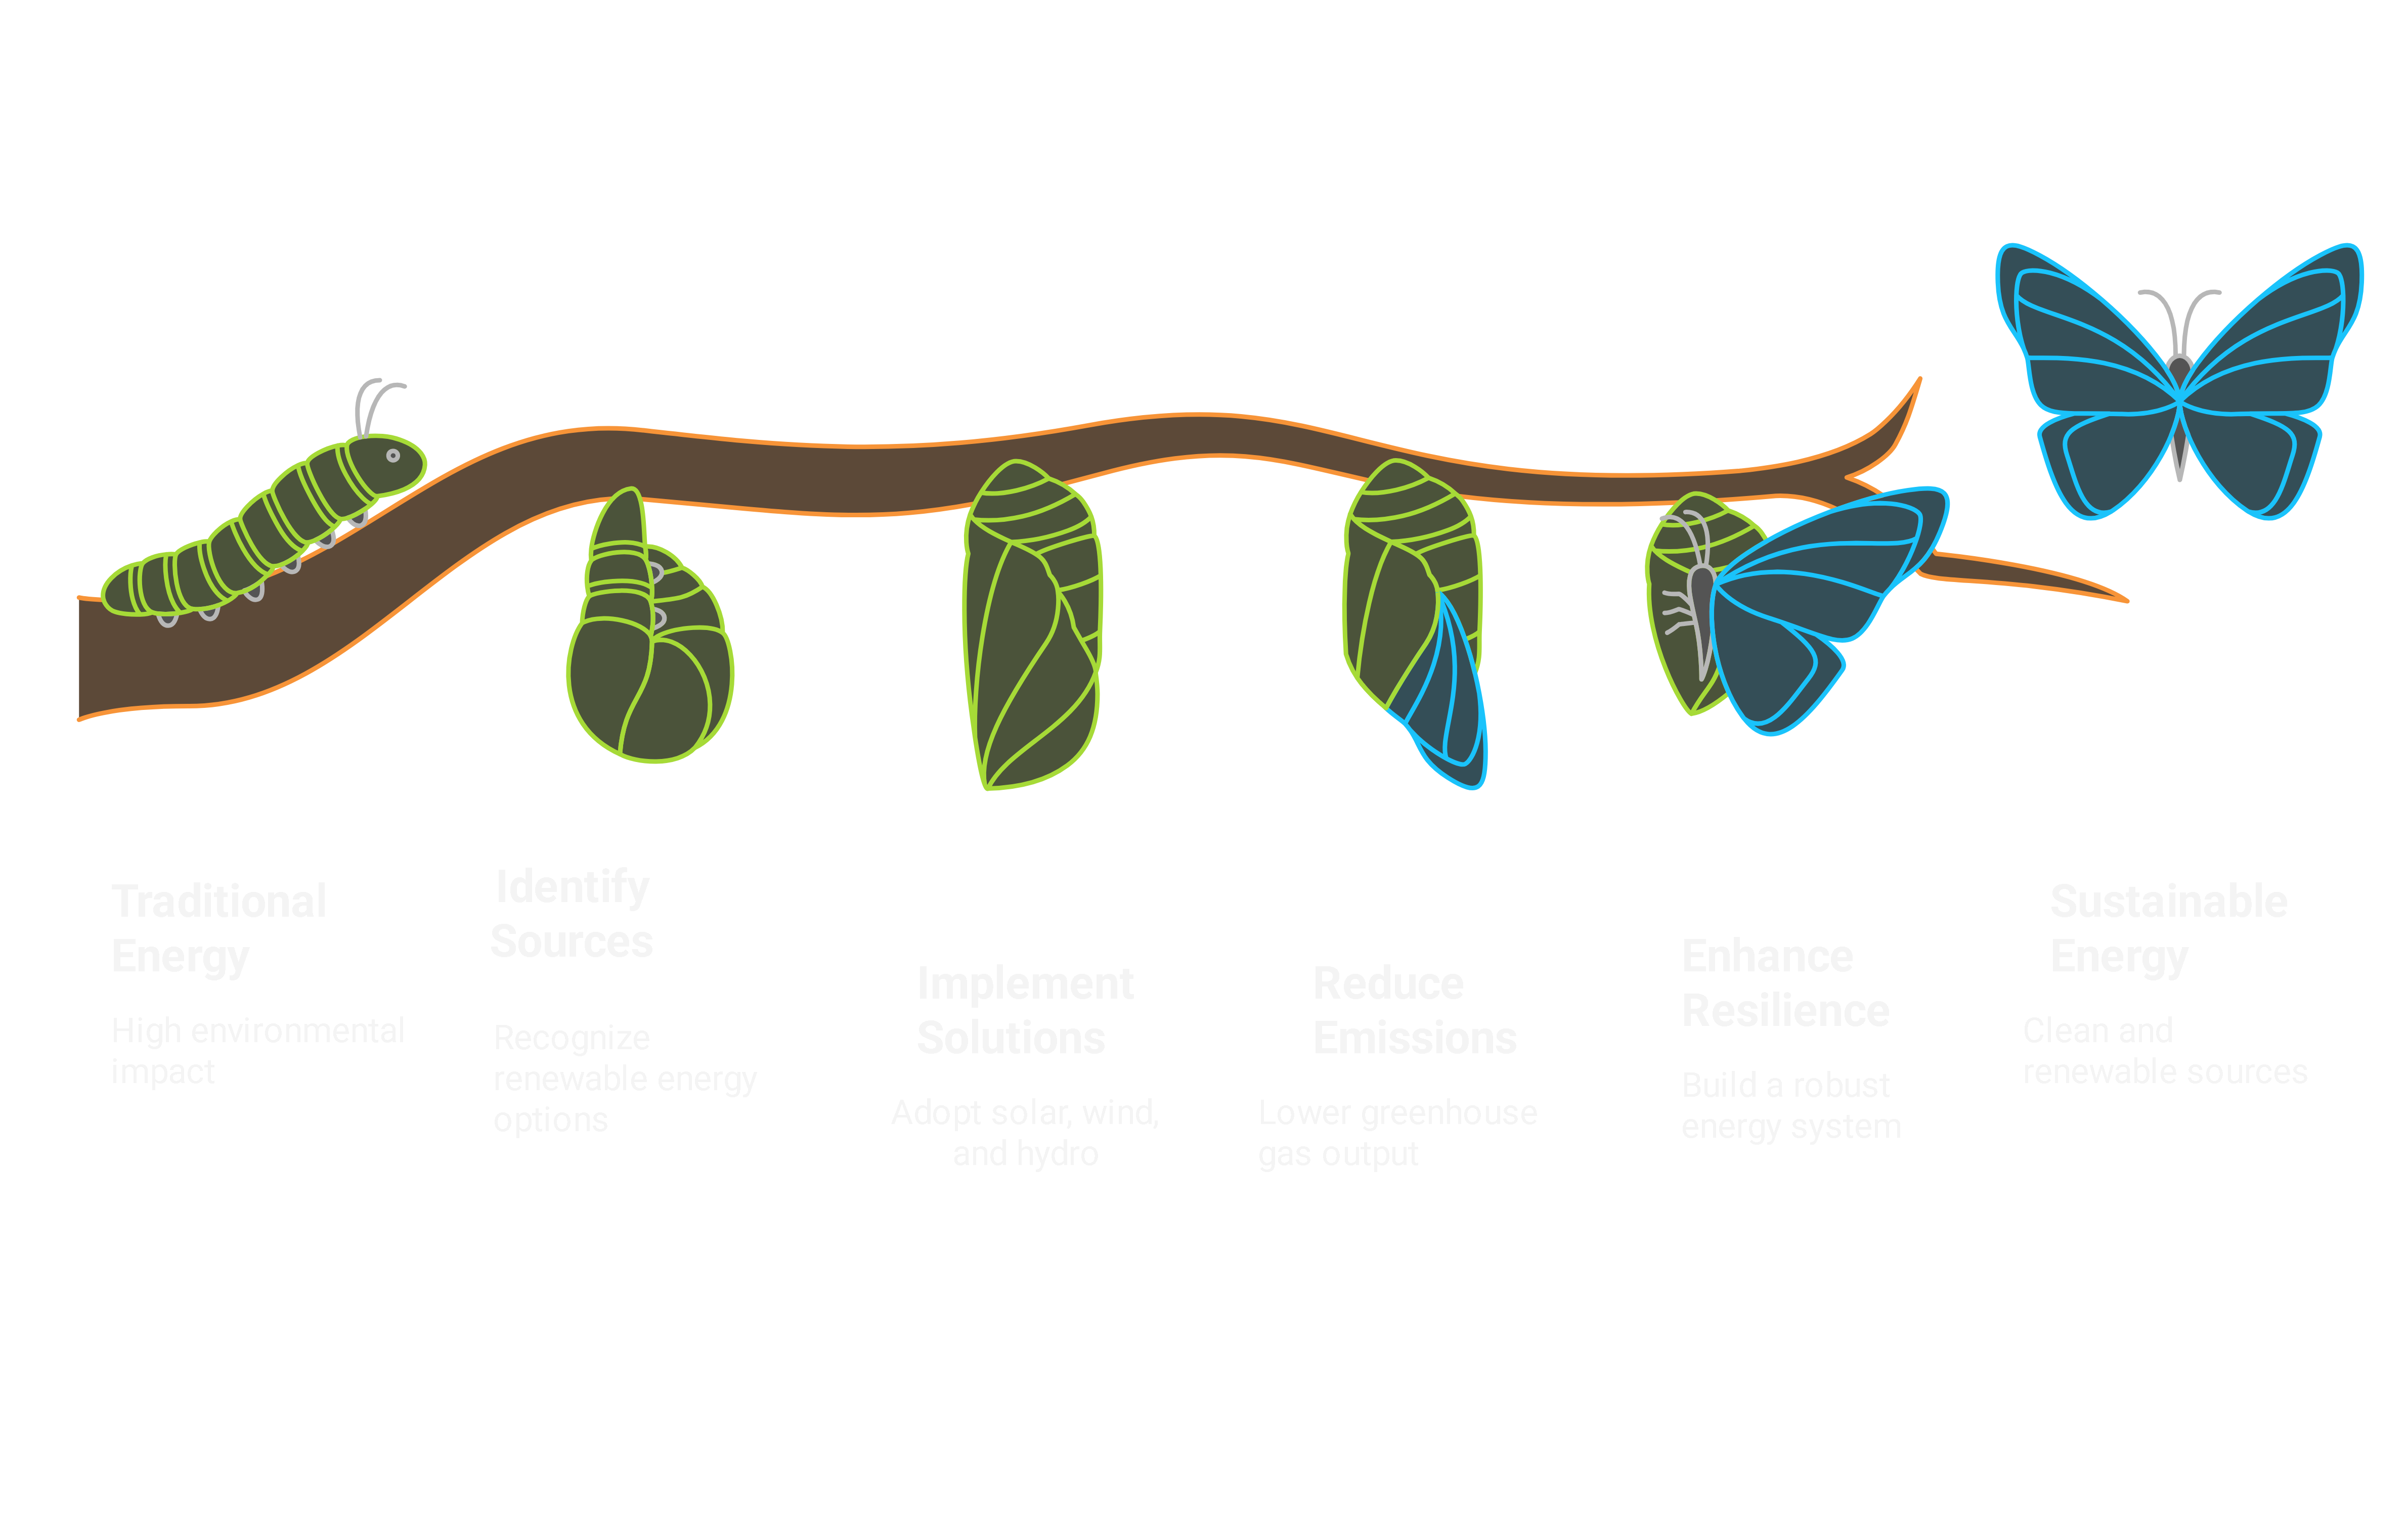 Traditional
Energy
High environmental
impact
Identify
Sources
Recognize
renewable energy
options
Implement
Solutions
Adopt solar, wind,
and hydro
Reduce
Emissions
Lower greenhouse
gas output
Enhance
Resilience
Build a robust
energy system
Sustainable
Energy
Clean and
renewable sources